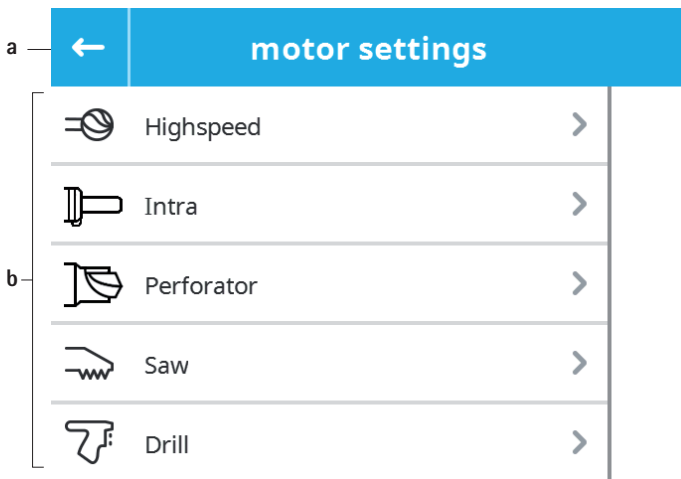 a
motor settings
Highspeed
Intra
b
Perforator
Saw
Drill